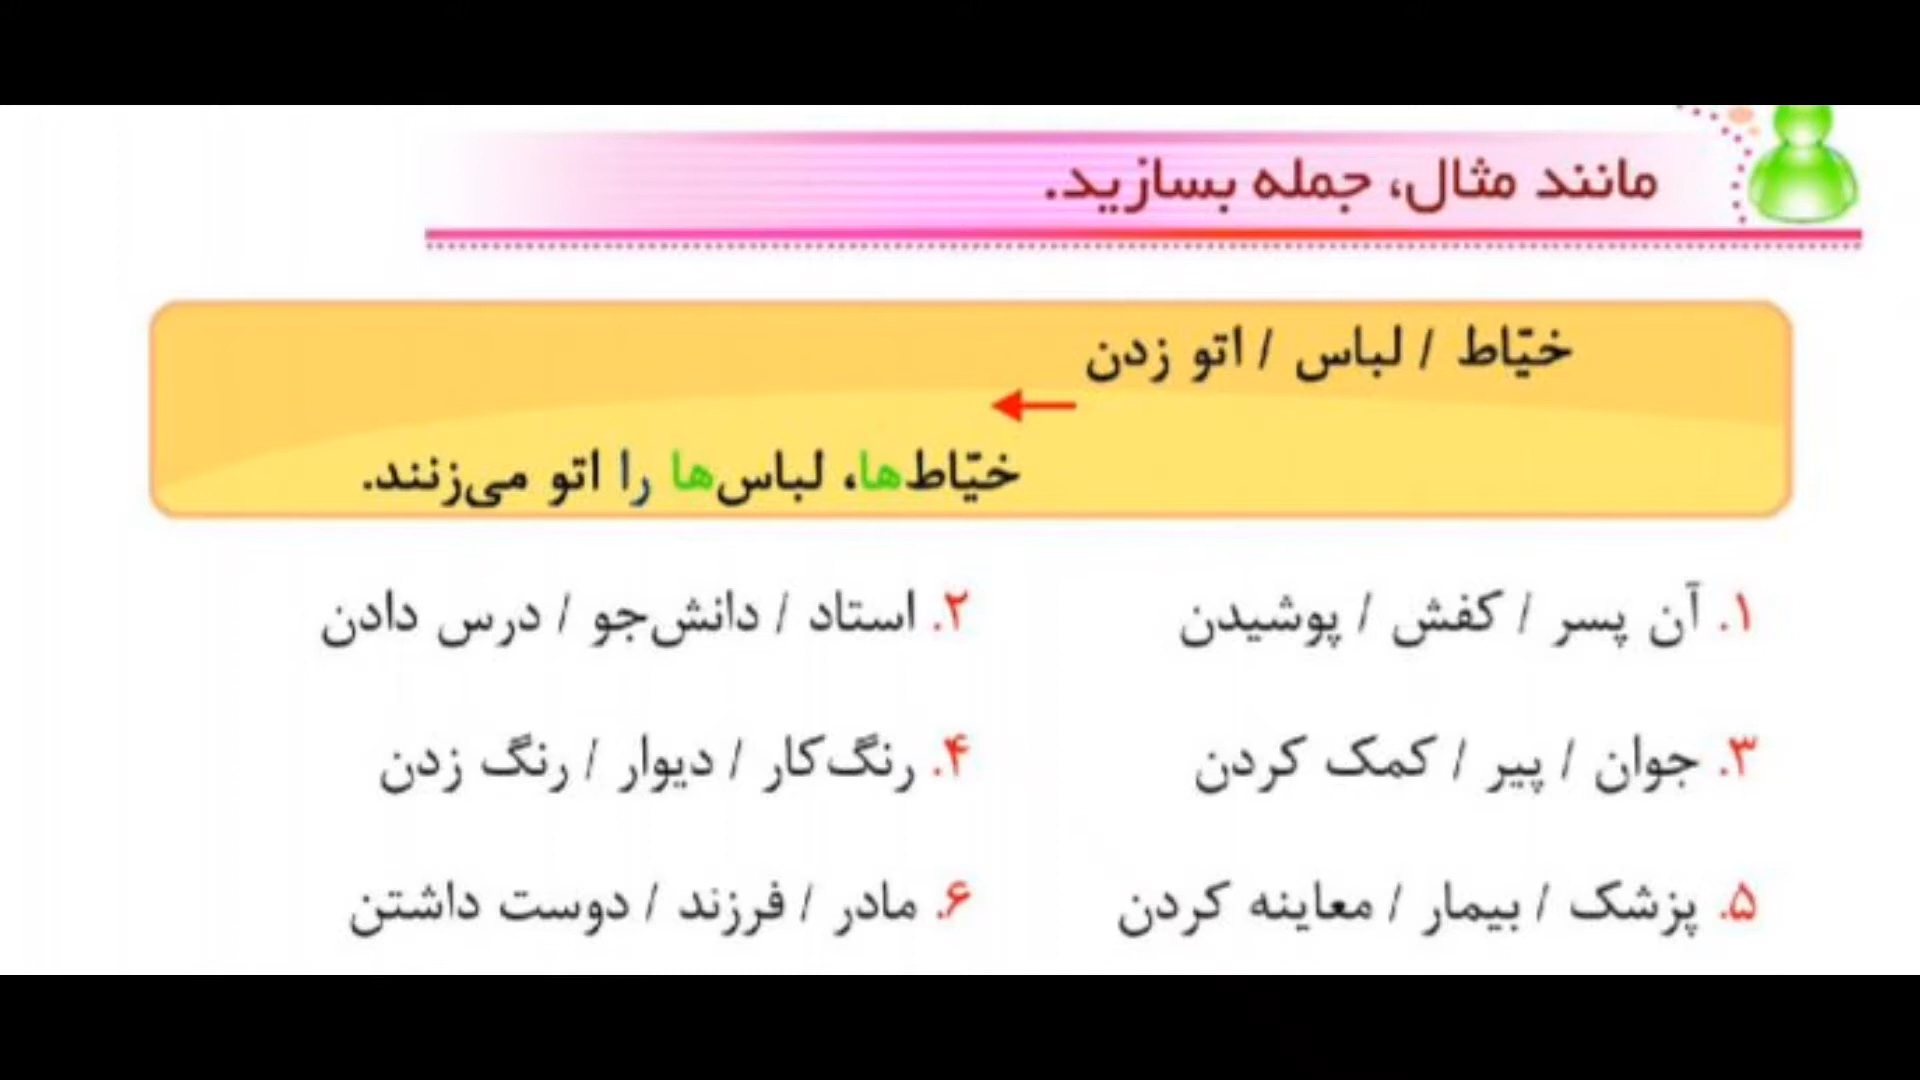 مانند مثال، جمله بسازید.
خیّاط / لباس / اتو زدن
خیّاط‌ها، لباس‌ها را اتو می‌زنند.
۱. آن پسر / کفش / پوشیدن
۲. استاد / دانش‌جو / درس دادن
۳. جوان / پیر / کمک کردن
۴. رنگ‌کار / دیوار / رنگ زدن
۵. پزشک / بیمار / معاینه کردن
۶. مادر / فرزند / دوست داشتن